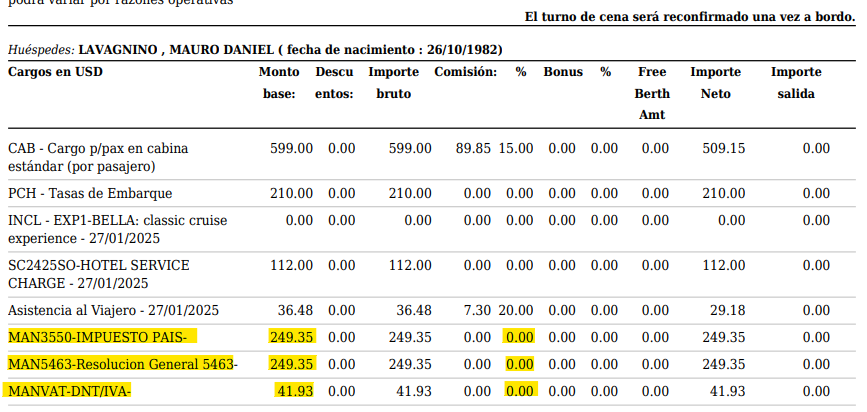 podrá variar por razones operativas
El turno de cena será reconfirmado una vez a bordo.
Huéspedes: LAVAGNINO , MAURO DANIEL ( fecha de nacimiento : 26/10/1982)
Cargos en USD Monto base: Descu entos: Importe bruto Comisión: % Bonus % Free Berth Amt Importe Neto Importe salida
CAB - Cargo p/pax en cabina 599.00 0.00 599.00 89.85 15.00 0.00 0.00 0.00 509.15 0.00
estándar (por pasajero)
PCH - Tasas de Embarque 210.00 0.00 210.00 0.00 0.00 0.00 0.00 0.00 210.00 0.00
INCL - EXP1-BELLA: classic cruise 0.00 0.00 0.00 0.00 0.00 0.00 0.00 0.00 0.00 0.00
experience - 27/01/2025
SC2425SO-HOTEL SERVICE 112.00 0.00 112.00 0.00 0.00 0.00 0.00 0.00 112.00 0.00
CHARGE - 27/01/2025
Asistencia al Viajero - 27/01/2025 36.48 0.00 36.48 7.30 20.00 0.00 0.00 0.00 29.18 0.00
MAN3550-IMPUESTO PAIS- 249.35 0.00 249.35 0.00 0.00 0.00 0.00 0.00 249.35 0.00
MAN5463-Resolucion General 5463- 249.35 0.00 249.35 0.00 0.00 0.00 0.00 0.00 249.35 0.00
MANVAT-DNT/IVA- 41.93 0.00 41.93 0.00 0.00 0.00 0.00 0.00 41.93 0.00